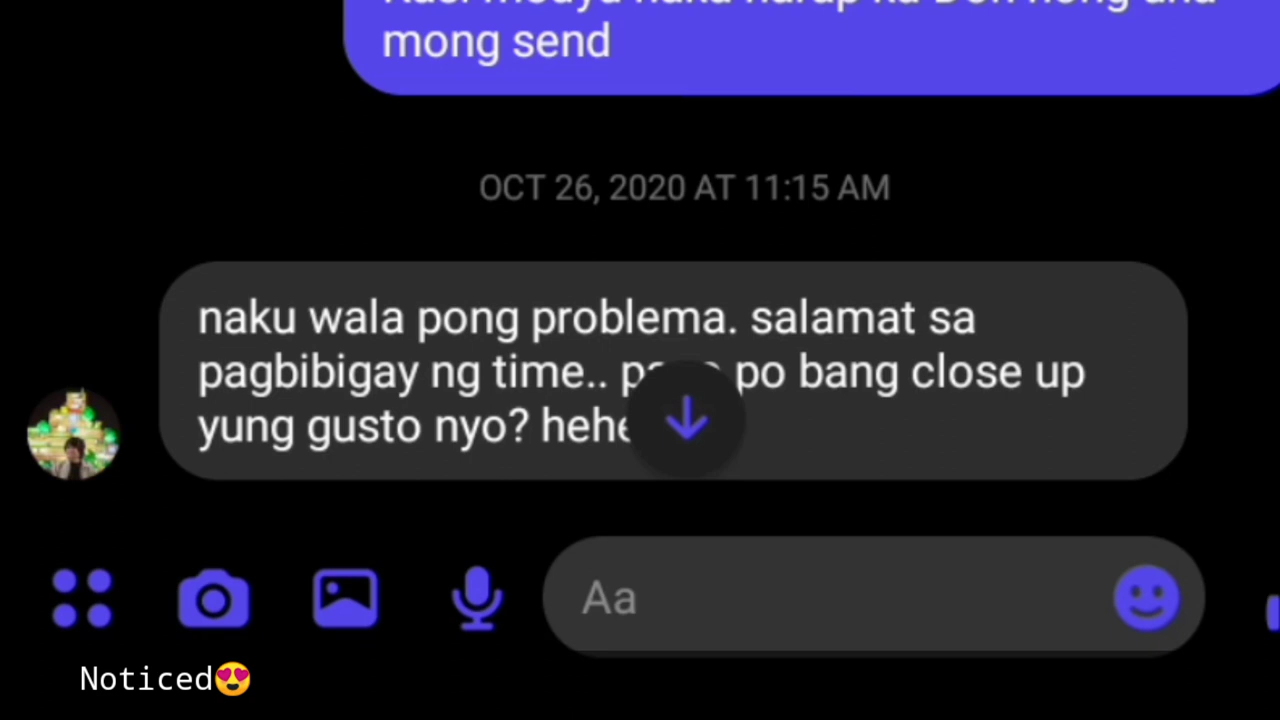 mong send
OCT 26, 2020 AT 11:15 AM
naku wala pong problema. salamat sa
pagbibigay ng time.. po bang close up
yung gusto nyo? hehe
Aa
Noticed😍